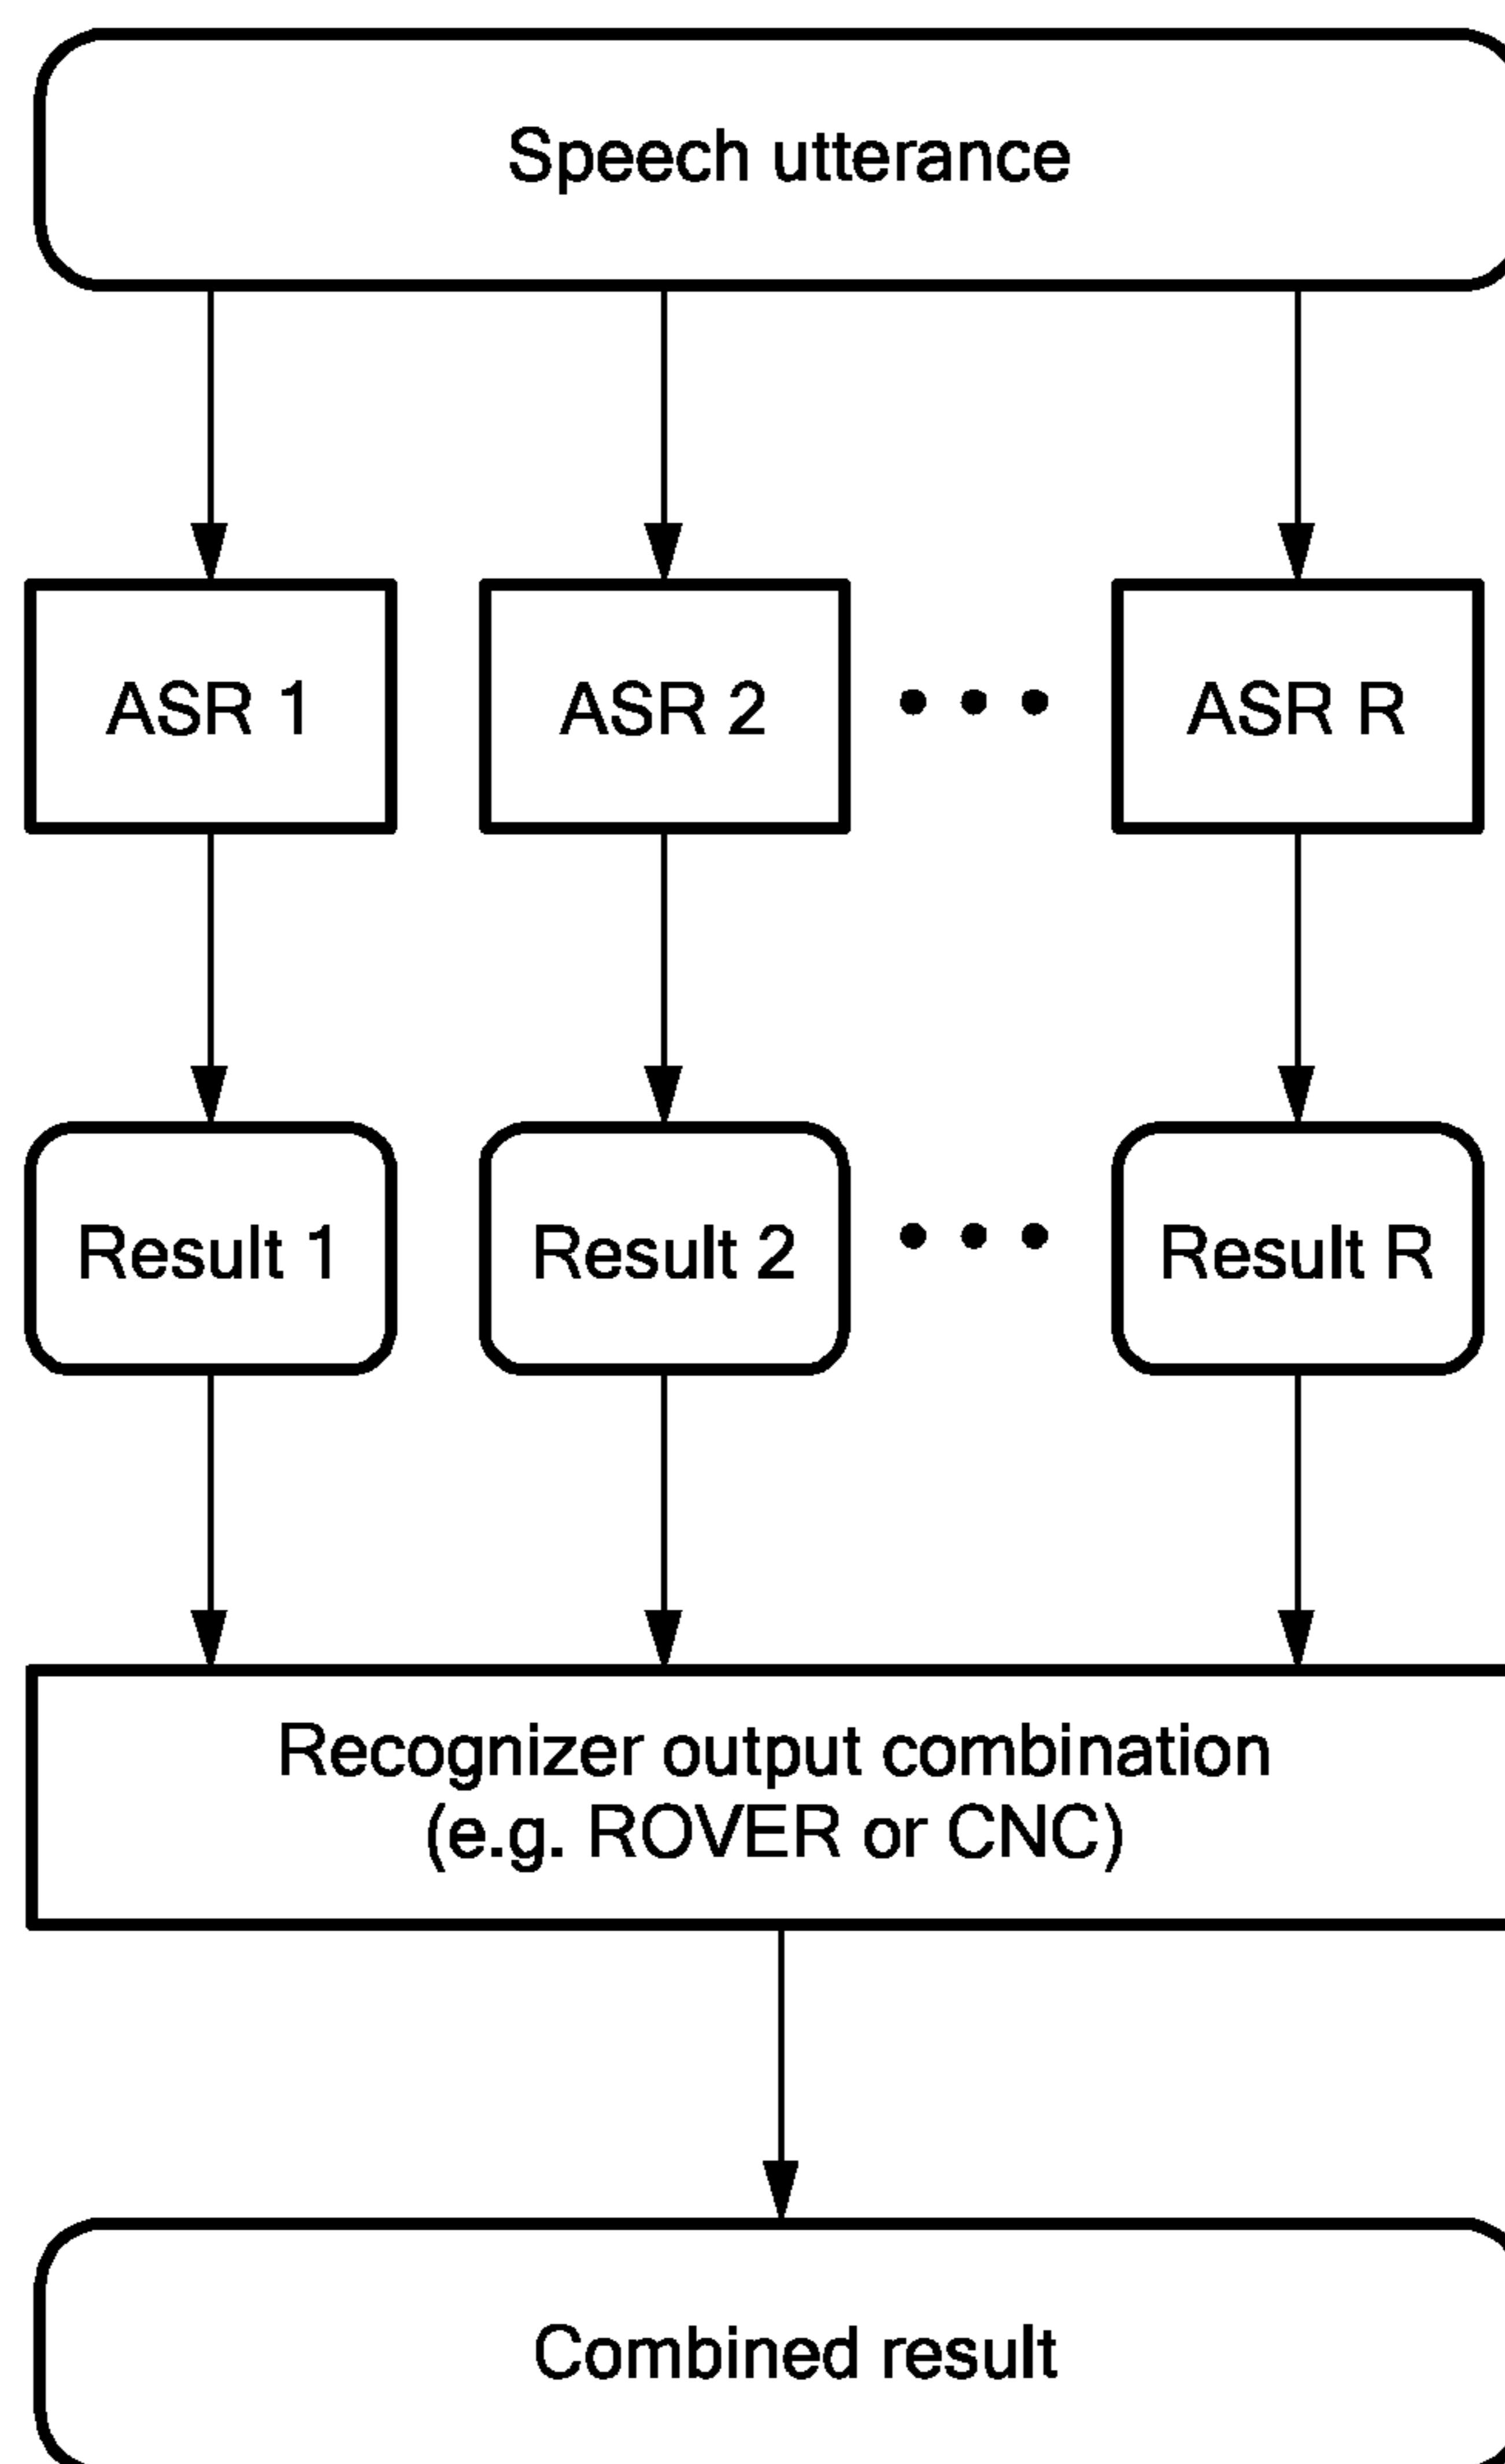 Speech utterance
ASR 1
ASR 2
ASR R
Result 1
Result 2
Result R
Recognizer output combination
(e.g. ROVER or CNC)
Combined result